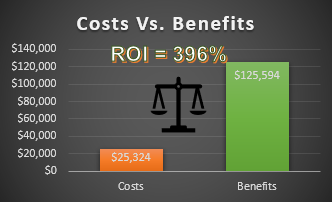 Costs Vs. Benefits
ROI = 396%
$140,000
$120,000
$100,000
$80,000
$60,000
$40,000
$20,000
$0
$25,324
$125,594
Costs
Benefits